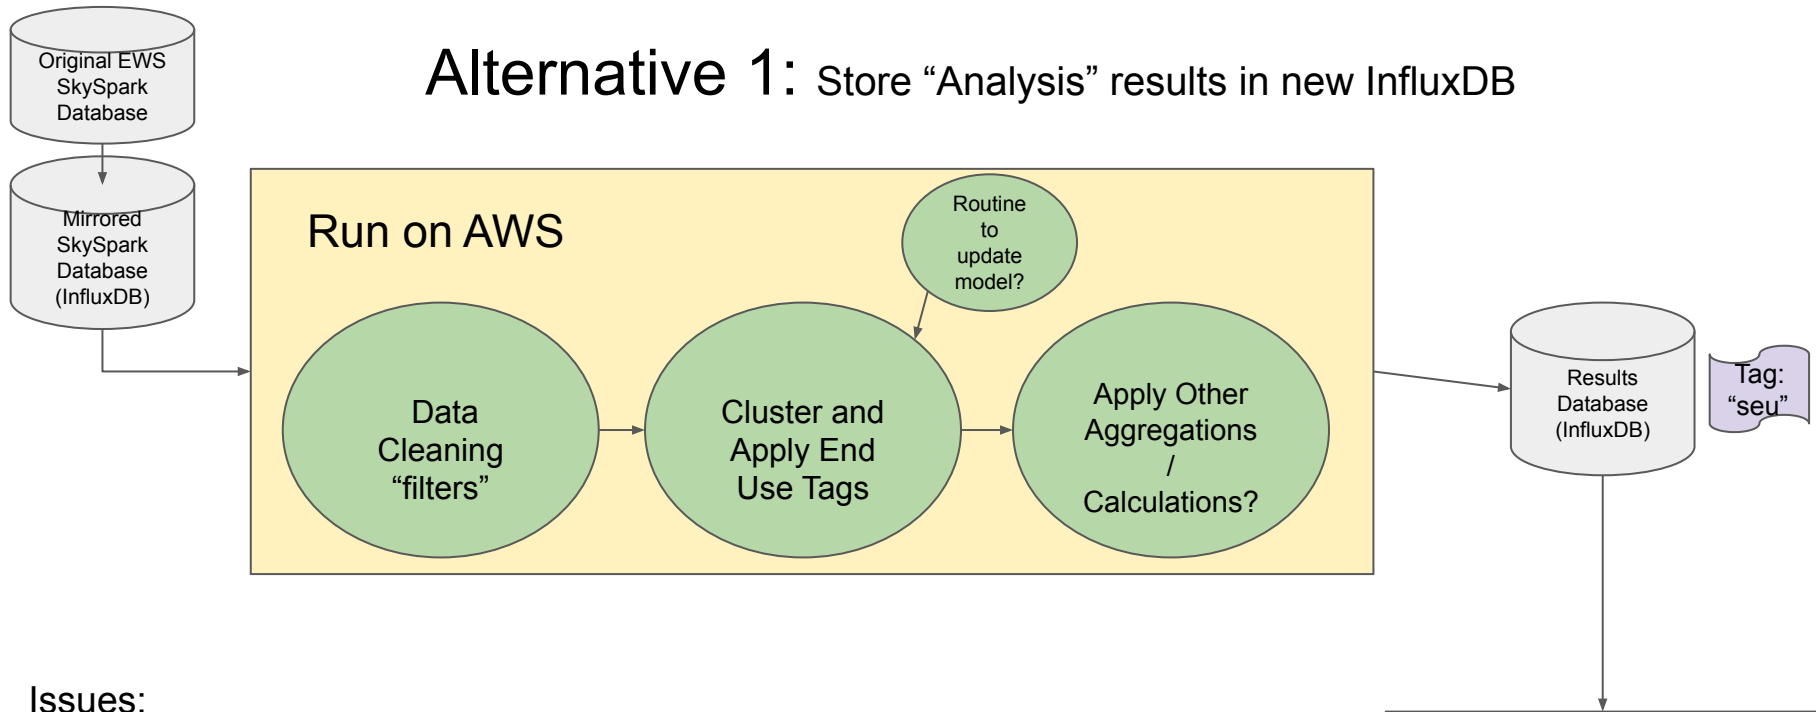 Original EWS
SkySpark
Database
Alternative 1: Store “Analysis” results in new InfluxDB
Mirrored
SkySpark
Database
(InfluxDB)
Run on AWS
Routine
to
update
model?
Data
Cleaning
“filters”
Cluster and
Apply End
Use Tags
Apply Other
Aggregations
/
Calculations?
Results
Database
(InfluxDB)
Tag:
“seu”
Issues: